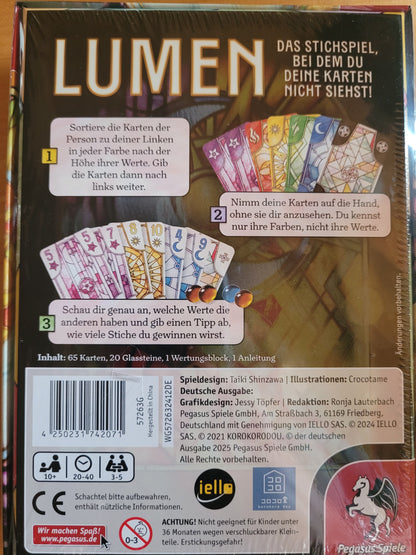 LUMEN
DAS STICHSPIEL,
BEI DEM DU
DEINE KARTEN
NICHT SIEHST!
1
Sortiere die Karten der
Person zu deiner Linken
in jeder Farbe nach der
Höhe ihrer Werte. Gib
die Karten dann nach
links weiter.
2
Nimm deine Karten auf die Hand,
ohne sie dir anzusehen. Du kennst
nur ihre Farben, nicht ihre Werte.
3
Schau dir genau an, welche Werte die
anderen haben und gib einen Tipp ab,
wie viele Stiche du gewinnen wirst.
Änderungen vorbehalten.
Inhalt: 65 Karten, 20 Glassteine, 1 Wertungsblock, 1 Anleitung
4 250231 742071
57263G
Hergestellt in China
WG572632412DE
Spieldesign: Taiki Shinzawa | Illustrationen: Crocotame
Deutsche Ausgabe:
Grafikdesign: Jessy Töpfer | Redaktion: Ronja Lauterbach
Pegasus Spiele GmbH, Am Straßbach 3, 61169 Friedberg,
Deutschland mit Genehmigung von IELLO SAS. © 2024 IELLO
SAS. © 2021 KOROKORODOU. © der deutschen
Ausgabe 2025 Pegasus Spiele GmbH.
Alle Rechte vorbehalten.
10+
20-40
3-5
CE
Schachtel bitte aufbewahren,
enthält nützliche Informationen.
iello
Wir machen Spaß!
www.pegasus.de
0-3
ACHTUNG! Nicht geeignet für Kinder unter
36 Monaten wegen verschluckbarer Klein-
teile. Erstickungsgefahr!
Pegasus Spiele